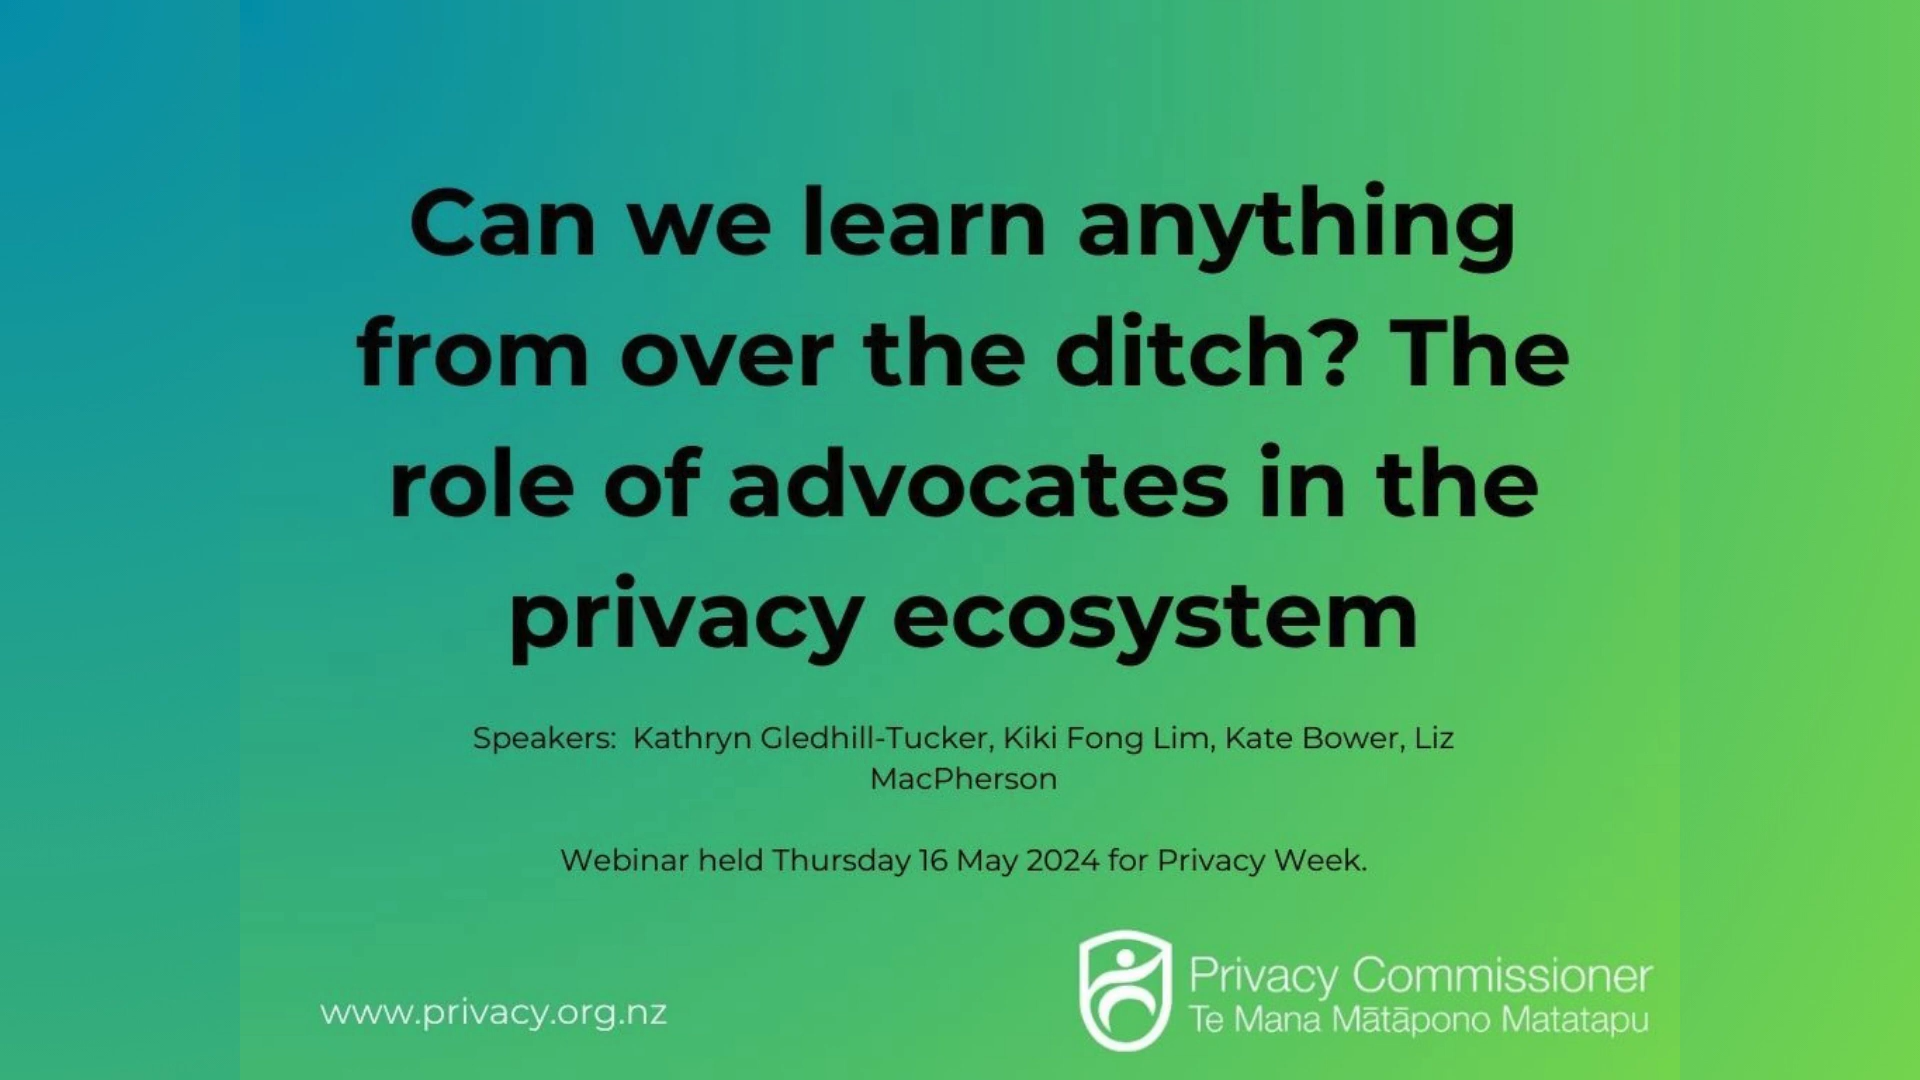 Can we learn anything
from over the ditch? The
role of advocates in the
privacy ecosystem
Speakers:  Kathryn Gledhill-Tucker, Kiki Fong Lim, Kate Bower, Liz
MacPherson
Webinar held Thursday 16 May 2024 for Privacy Week.
www.privacy.org.nz
Privacy Commissioner
Te Mana Mātāpono Matatapu